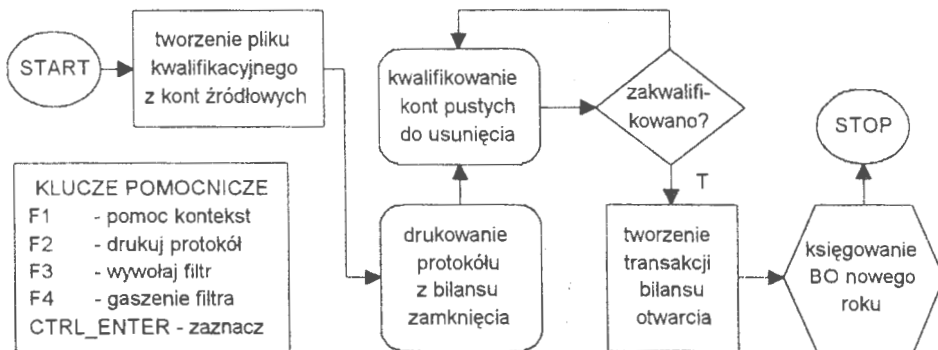 START
tworzenie pliku
kwalifikacyjnego
z kont źródłowych
kwalifikowanie
kont pustych
do usunięcia
zakwalifi-
kowano?
STOP
T
KLUCZE POMOCNICZE
F1 - pomoc kontekst
F2 - drukuj protokół
F3 - wywołaj filtr
F4 - gaszenie filtra
CTRL_ENTER - zaznacz
drukowanie
protokółu
z bilansu
zamknięcia
tworzenie
transakcji
bilansu
otwarcia
księgowanie
BO nowego
roku